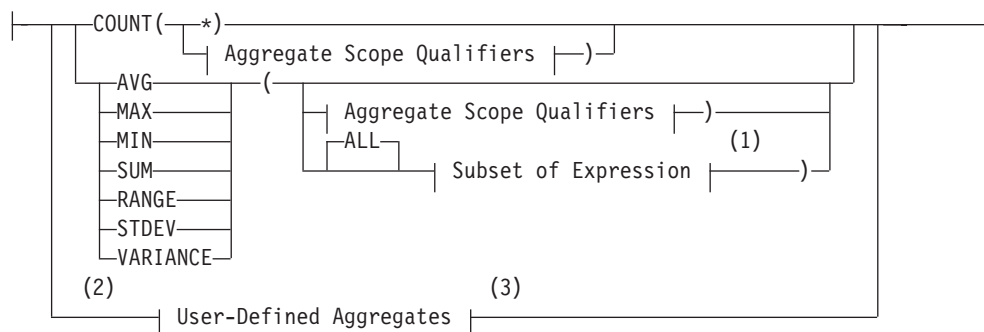 COUNT( *)
Aggregate Scope Qualifiers )
AVG (
MAX Aggregate Scope Qualifiers )
MIN ALL (1)
SUM Subset of Expression )
RANGE
STDEV
VARIANCE
(2) (3)
User-Defined Aggregates